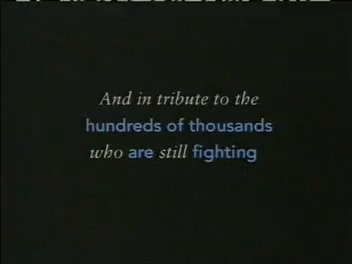 And in tribute to the
hundreds of thousands
who are still fighting